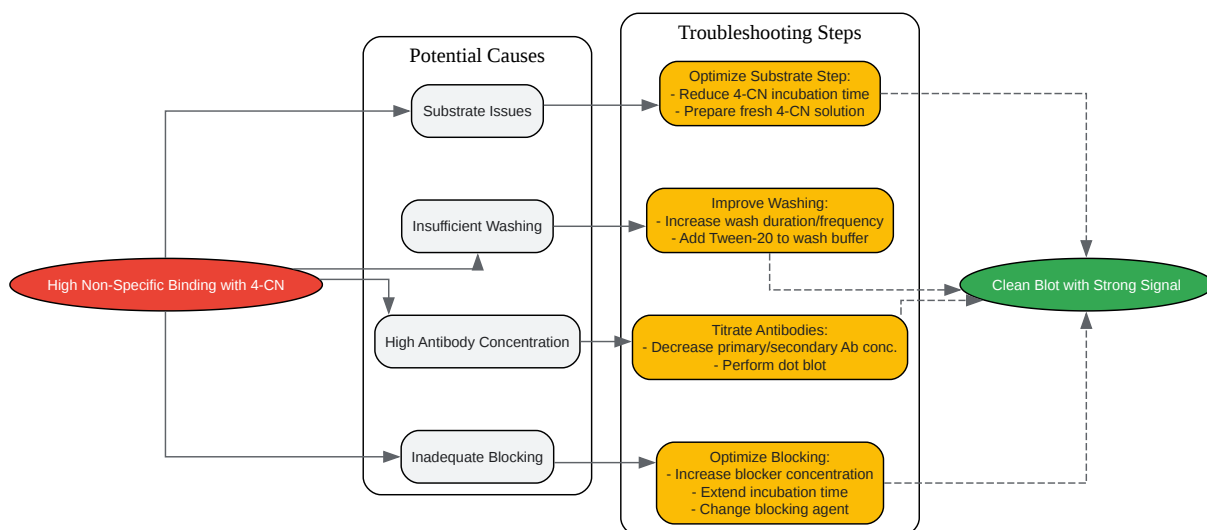 High Non-Specific Binding with 4-CN
Potential Causes
Substrate Issues
Insufficient Washing
High Antibody Concentration
Inadequate Blocking
Troubleshooting Steps
Optimize Substrate Step:
- Reduce 4-CN incubation time
- Prepare fresh 4-CN solution
Improve Washing:
- Increase wash duration/frequency
- Add Tween-20 to wash buffer
Titrate Antibodies:
- Decrease primary/secondary Ab conc.
- Perform dot blot
Optimize Blocking:
- Increase blocker concentration
- Extend incubation time
- Change blocking agent
Clean Blot with Strong Signal